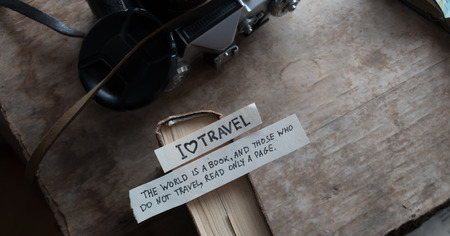 I♡TRAVEL
THE WORLD IS A BOOK, AND THOSE WHO
DO NOT TRAVEL, READ ONLY A PAGE.